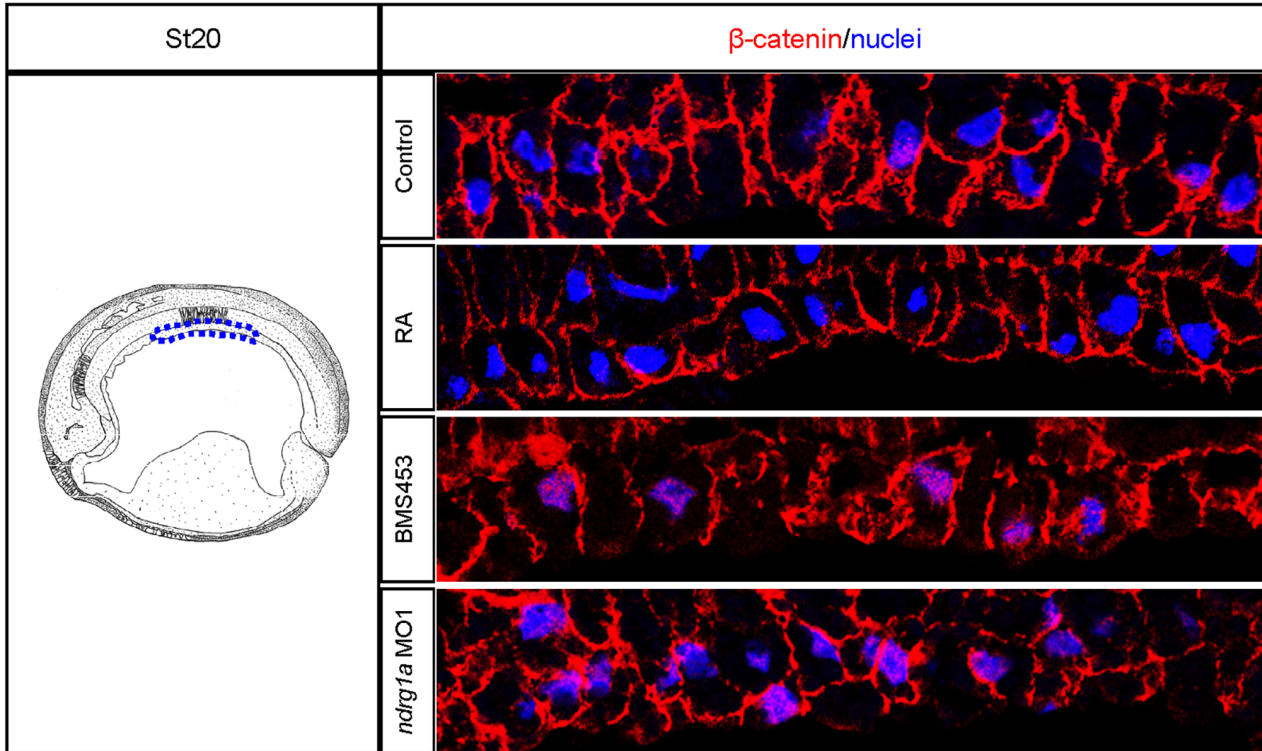 St20
β-catenin/nuclei
Control
RA
BMS453
ndrg1a MO1